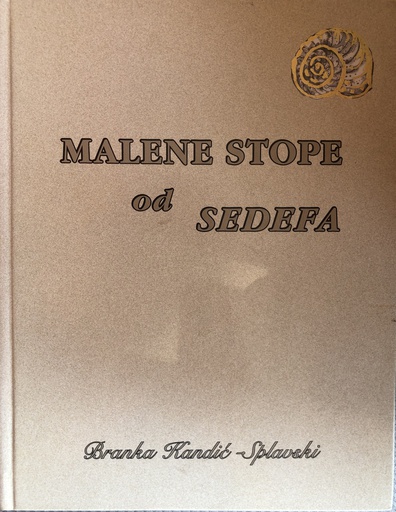 MALENE STOPE
od
SEDEFA
Branka Kandić-Splavski